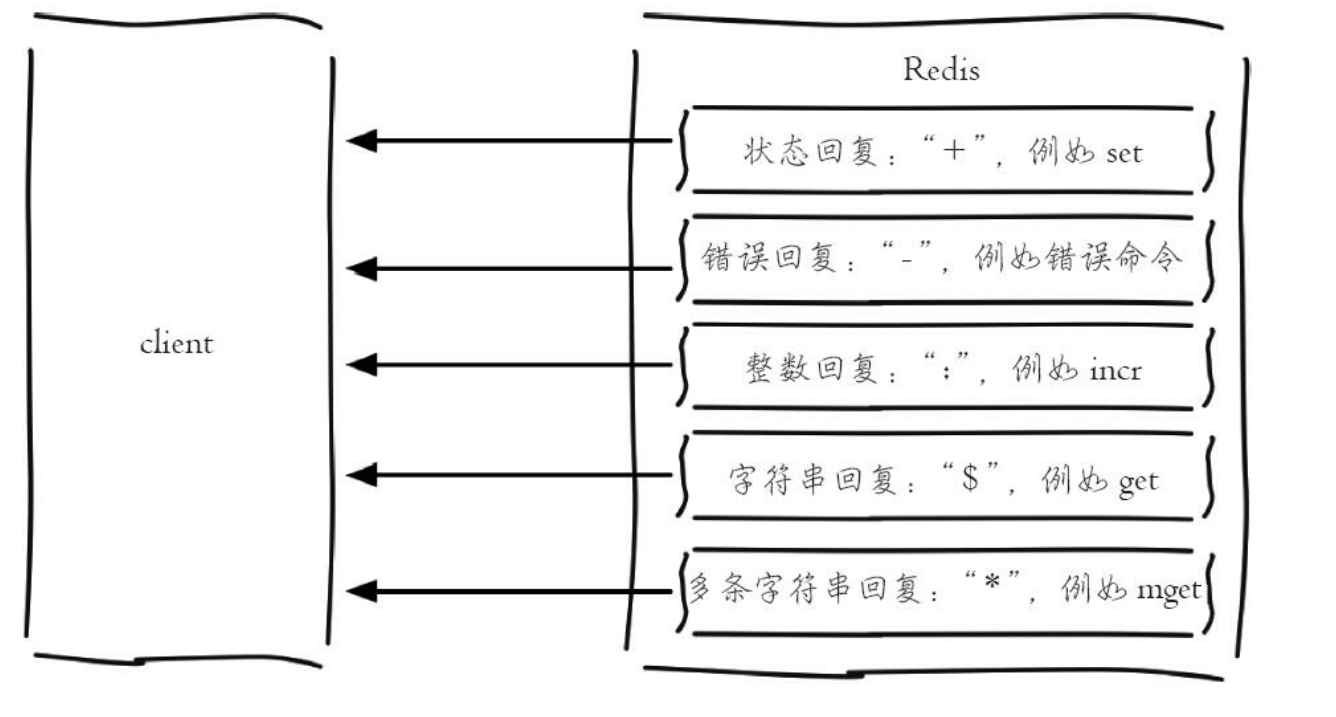 Redis
状态回复：“+”，例如 set
错误回复：“-”，例如错误命令
client
整数回复：“:”，例如 incr
字符串回复：“$”，例如 get
多条字符串回复：“*”，例如 mget